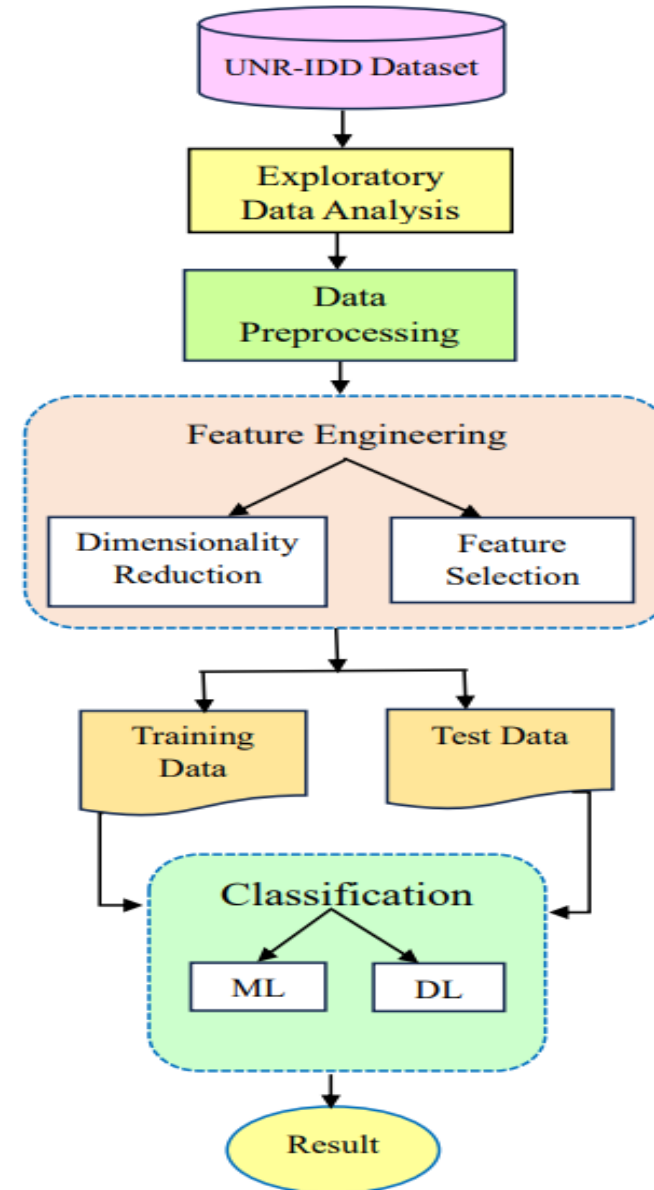 UNR-IDD Dataset
Exploratory
Data Analysis
Data
Preprocessing
Feature Engineering
Dimensionality
Reduction
Feature
Selection
Training
Data
Test Data
Classification
ML
DL
Result